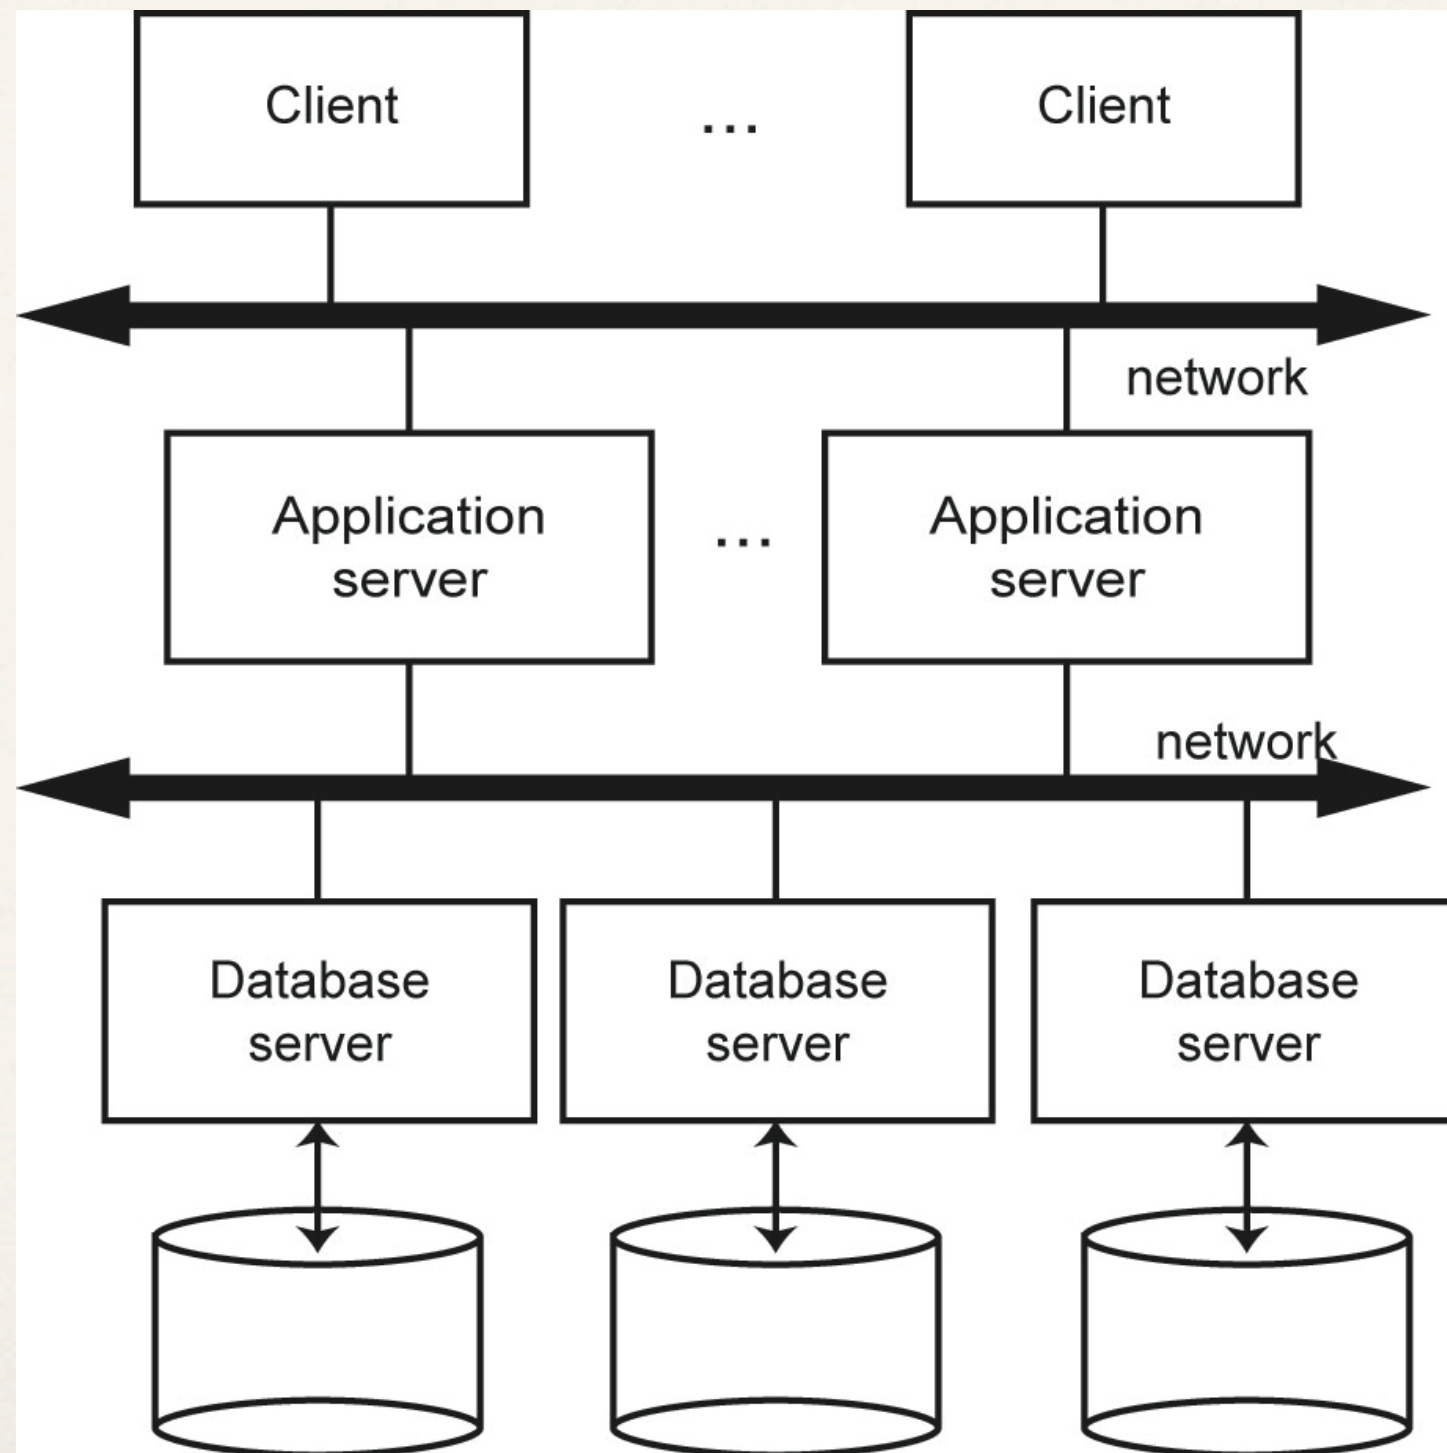 Client
...
Client
network
Application
server
...
Application
server
network
Database
server
Database
server
Database
server